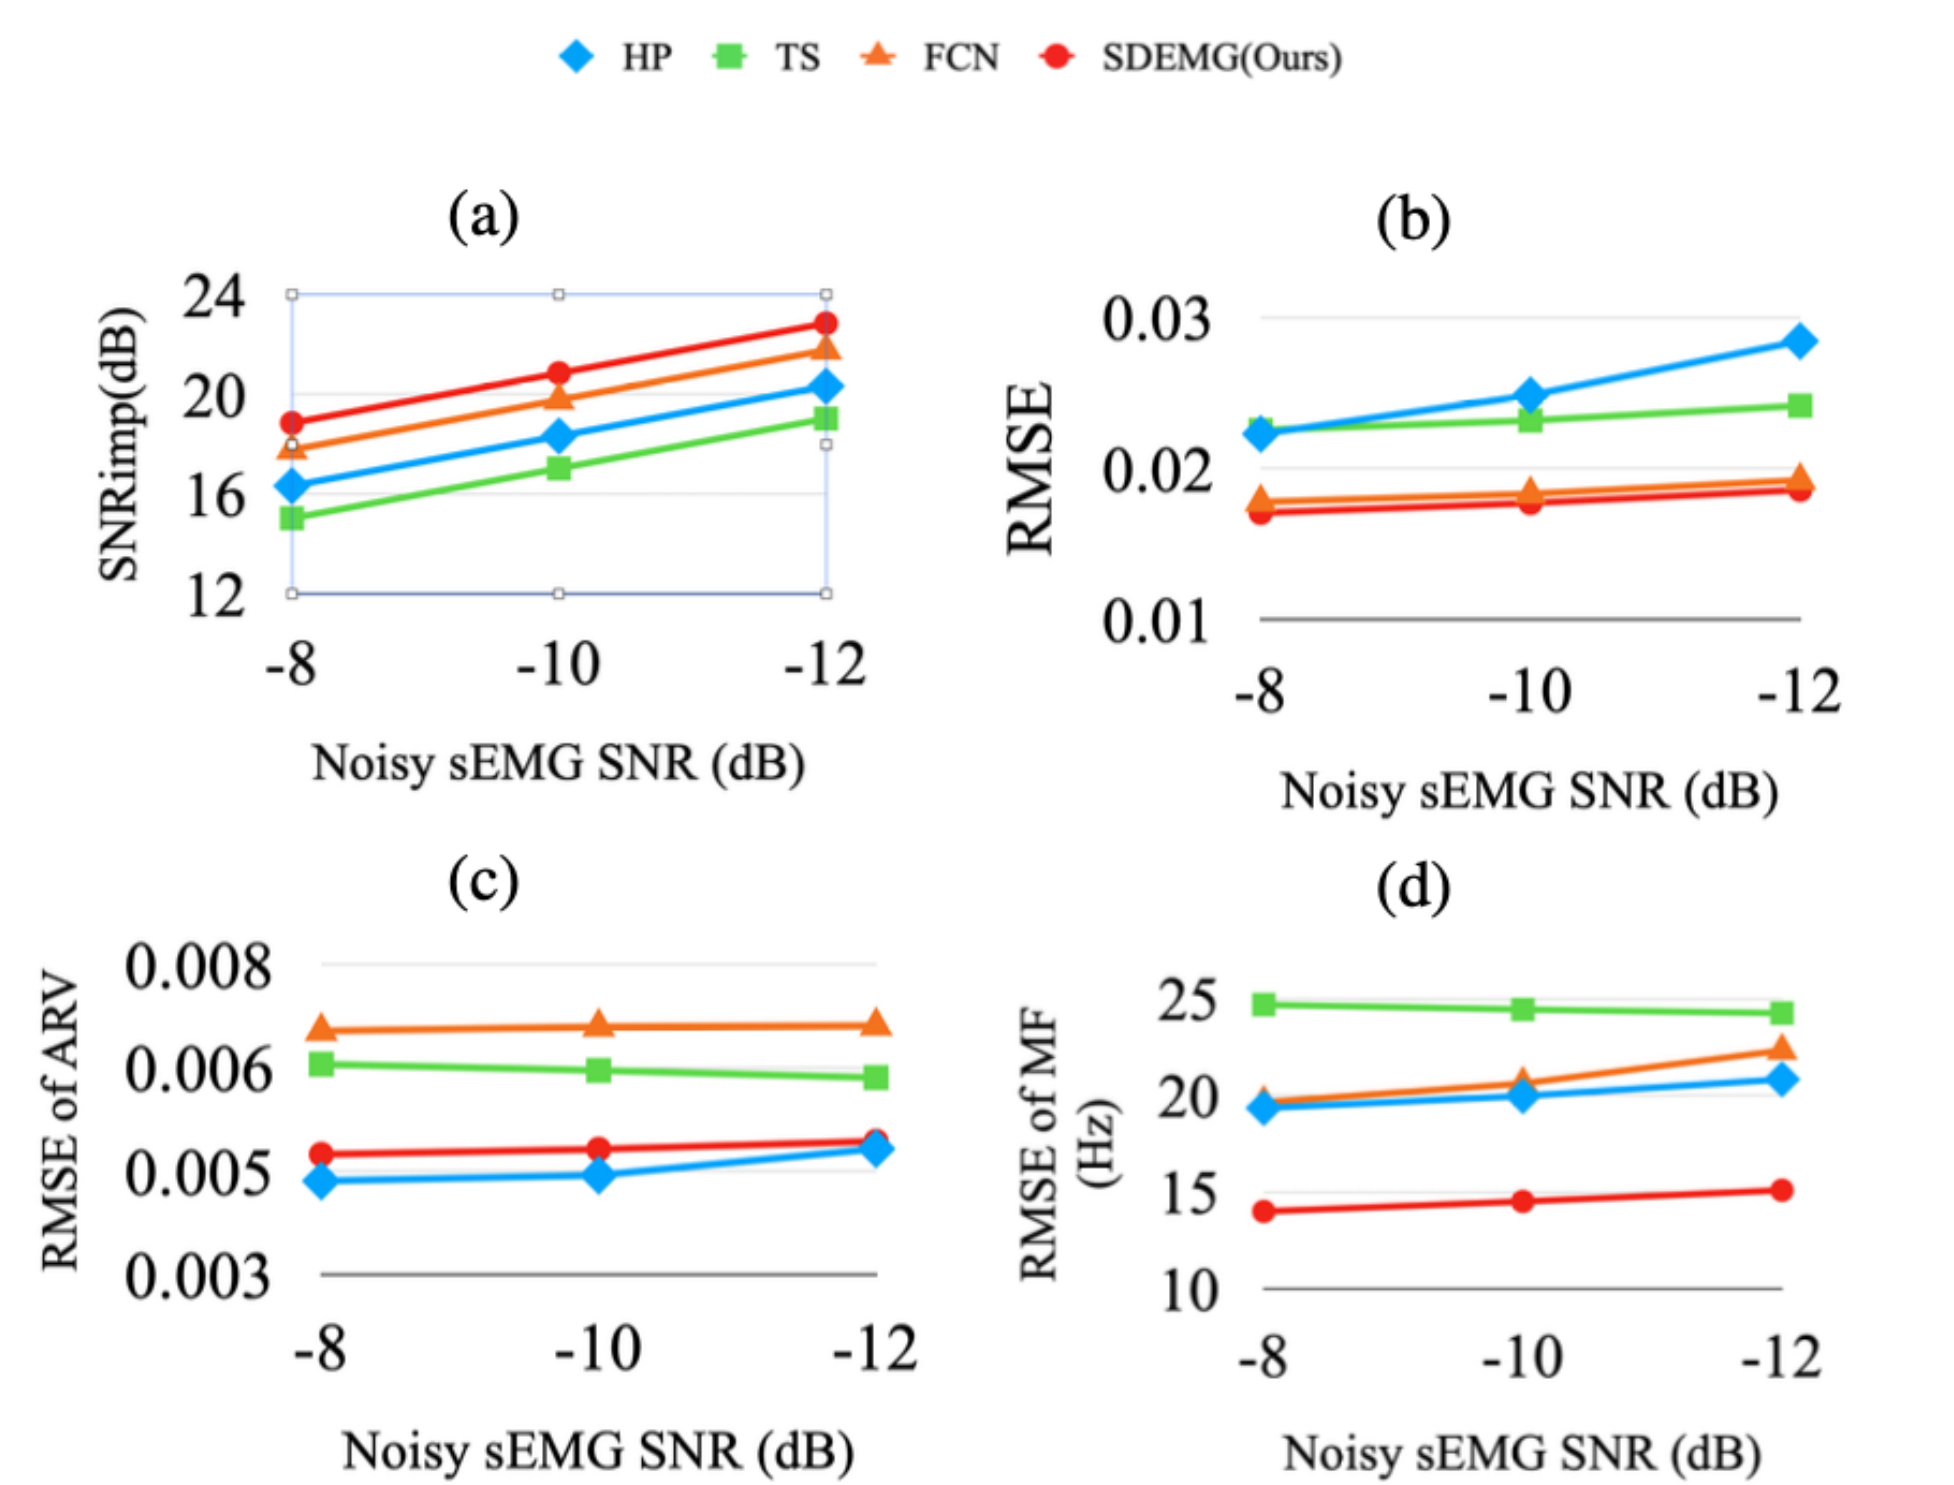 HP TS FCN SDEMG(Ours)
(a)
SNRimp(dB)
24
20
16
12
-8 -10 -12
Noisy sEMG SNR (dB)
(b)
RMSE
0.03
0.02
0.01
-8 -10 -12
Noisy sEMG SNR (dB)
(c)
RMSE of ARV
0.008
0.006
0.005
0.003
-8 -10 -12
Noisy sEMG SNR (dB)
(d)
RMSE of MF
(Hz)
25
20
15
10
-8 -10 -12
Noisy sEMG SNR (dB)